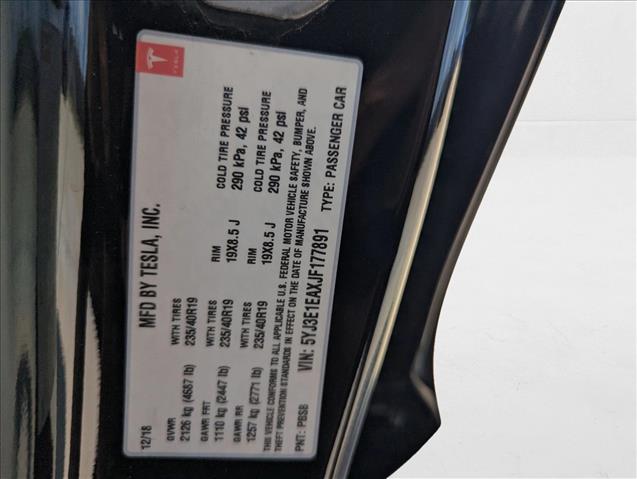 TESLA
12/18 MFD BY TESLA, INC.
GVWR WITH TIRES RIM COLD TIRE PRESSURE
2126 kg (4687 lb) 235/40R19 19X8.5 J 290 kPa, 42 psi
GAWR FRT WITH TIRES RIM COLD TIRE PRESSURE
1110 kg (2447 lb) 235/40R19 19X8.5 J 290 kPa, 42 psi
GAWR RR WITH TIRES
1257 kg (2771 lb) 235/40R19
THIS VEHICLE CONFORMS TO ALL APPLICABLE U.S. FEDERAL MOTOR VEHICLE SAFETY, BUMPER, AND
THEFT PREVENTION STANDARDS IN EFFECT ON THE DATE OF MANUFACTURE SHOWN ABOVE.
PNT: PBSB VIN: 5YJ3E1EAXJF177891 TYPE: PASSENGER CAR